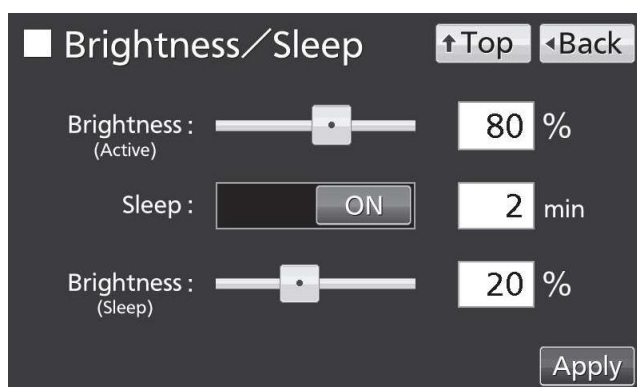 Brightness／Sleep
↑Top
◂Back
Brightness :
(Active)
80 %
Sleep :
ON
2 min
Brightness :
(Sleep)
20 %
Apply